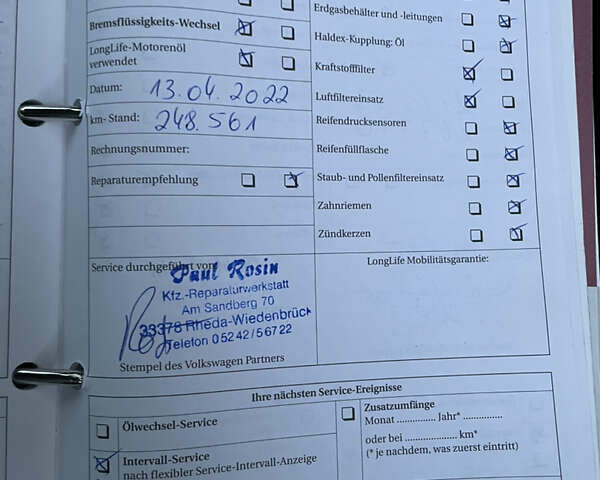 Bremsflüssigkeits-Wechsel
LongLife-Motorenöl
verwendet
Datum: 13.04.2022
km- Stand: 248.561
Rechnungsnummer:
Reparaturempfehlung
Erdgasbehälter und -leitungen
Haldex-Kupplung: Öl
Kraftstofffilter
Luftfiltereinsatz
Reifendrucksensoren
Reifenfüllflasche
Staub- und Pollenfiltereinsatz
Zahnriemen
Zündkerzen
Service durchgeführt von:
Paul Rosin
Kfz.-Reparaturwerkstatt
Am Sandberg 70
33378 Rheda-Wiedenbrück
Telefon 05242/56722
Stempel des Volkswagen Partners
LongLife Mobilitätsgarantie:
Ihre nächsten Service-Ereignisse
Ölwechsel-Service
Intervall-Service
nach flexibler Service-Intervall-Anzeige
Zusatzumfänge
Monat .............. Jahr* ..............
oder bei .................... km*
(* je nachdem, was zuerst eintritt)